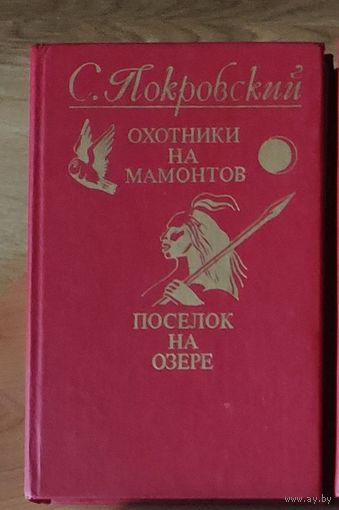 С. Покровский
ОХОТНИКИ
НА
МАМОНТОВ
ПОСЕЛОК
НА
ОЗЕРЕ
www.ay.by